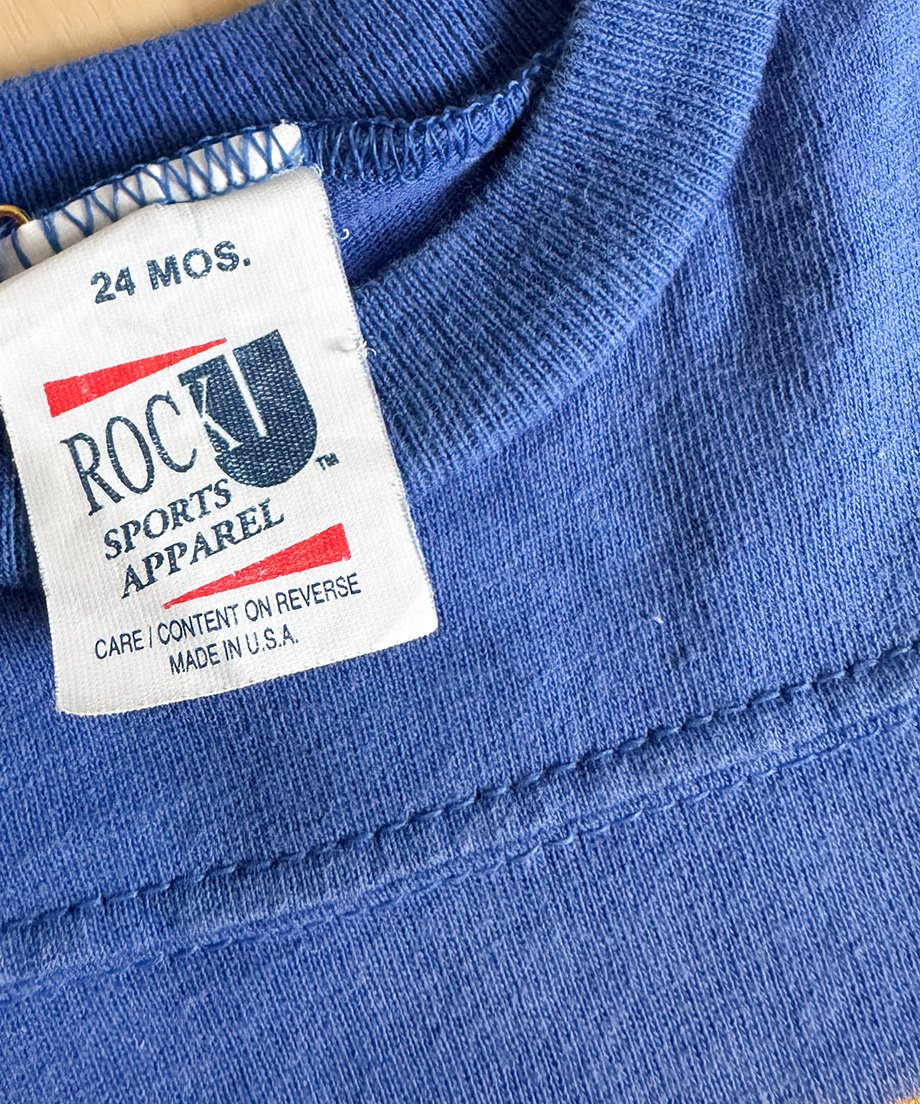 24 MOS.
ROCK U ™
SPORTS
APPAREL
CARE / CONTENT ON REVERSE
MADE IN U.S.A.